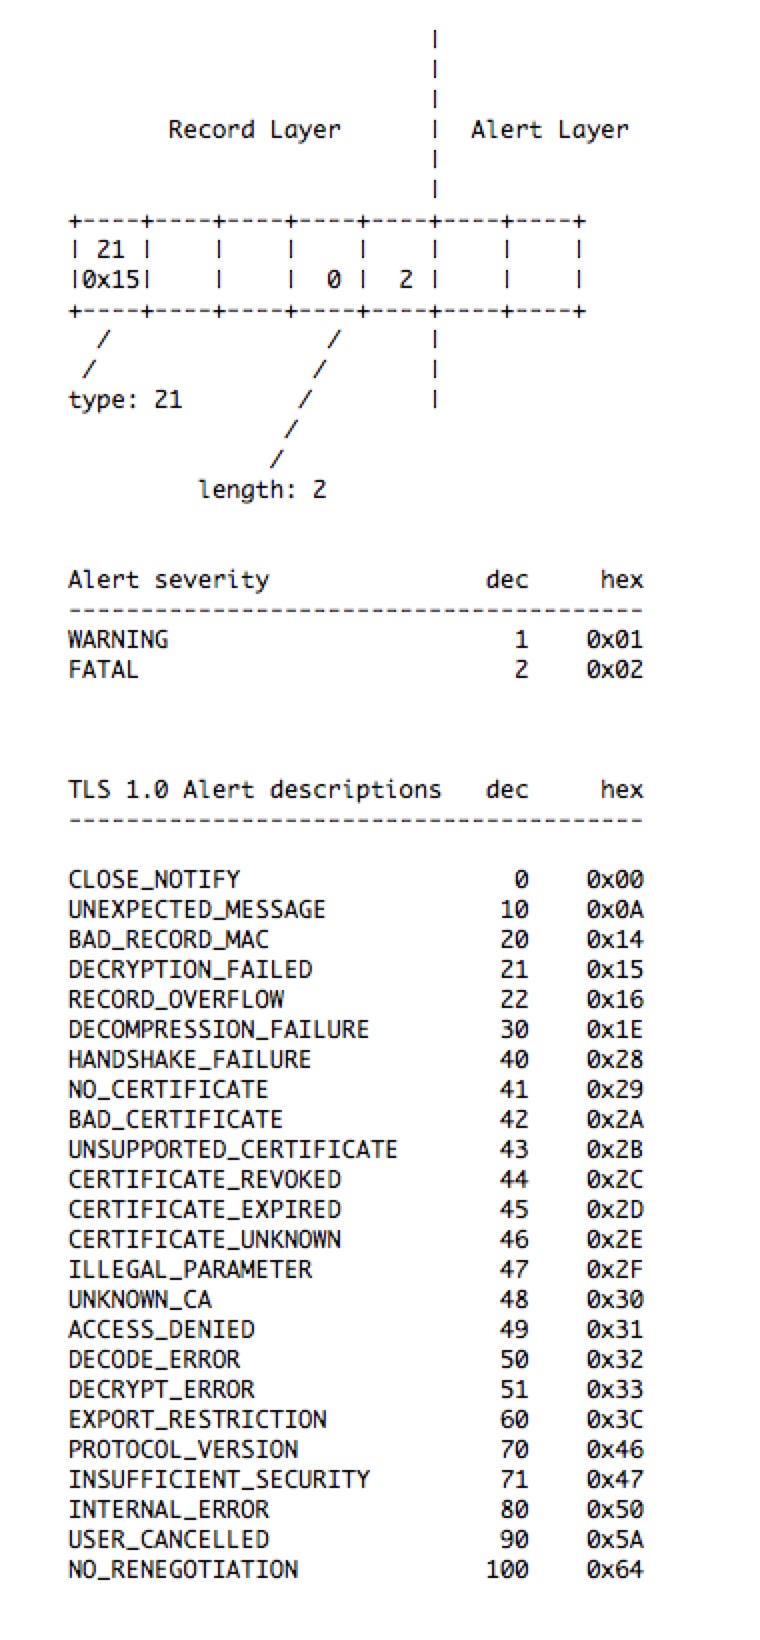 |
|
|
Record Layer | Alert Layer
|
|
+----+----+----+----+----+----+----+
| 21 | | | | | | |
|0x15| | | 0 | 2 | | |
+----+----+----+----+----+----+----+
/ / |
/ / |
type: 21 / |
/
/
length: 2
Alert severity dec hex
----------------------------------------
WARNING 1 0x01
FATAL 2 0x02
TLS 1.0 Alert descriptions dec hex
----------------------------------------
CLOSE_NOTIFY 0 0x00
UNEXPECTED_MESSAGE 10 0x0A
BAD_RECORD_MAC 20 0x14
DECRYPTION_FAILED 21 0x15
RECORD_OVERFLOW 22 0x16
DECOMPRESSION_FAILURE 30 0x1E
HANDSHAKE_FAILURE 40 0x28
NO_CERTIFICATE 41 0x29
BAD_CERTIFICATE 42 0x2A
UNSUPPORTED_CERTIFICATE 43 0x2B
CERTIFICATE_REVOKED 44 0x2C
CERTIFICATE_EXPIRED 45 0x2D
CERTIFICATE_UNKNOWN 46 0x2E
ILLEGAL_PARAMETER 47 0x2F
UNKNOWN_CA 48 0x30
ACCESS_DENIED 49 0x31
DECODE_ERROR 50 0x32
DECRYPT_ERROR 51 0x33
EXPORT_RESTRICTION 60 0x3C
PROTOCOL_VERSION 70 0x46
INSUFFICIENT_SECURITY 71 0x47
INTERNAL_ERROR 80 0x50
USER_CANCELLED 90 0x5A
NO_RENEGOTIATION 100 0x64